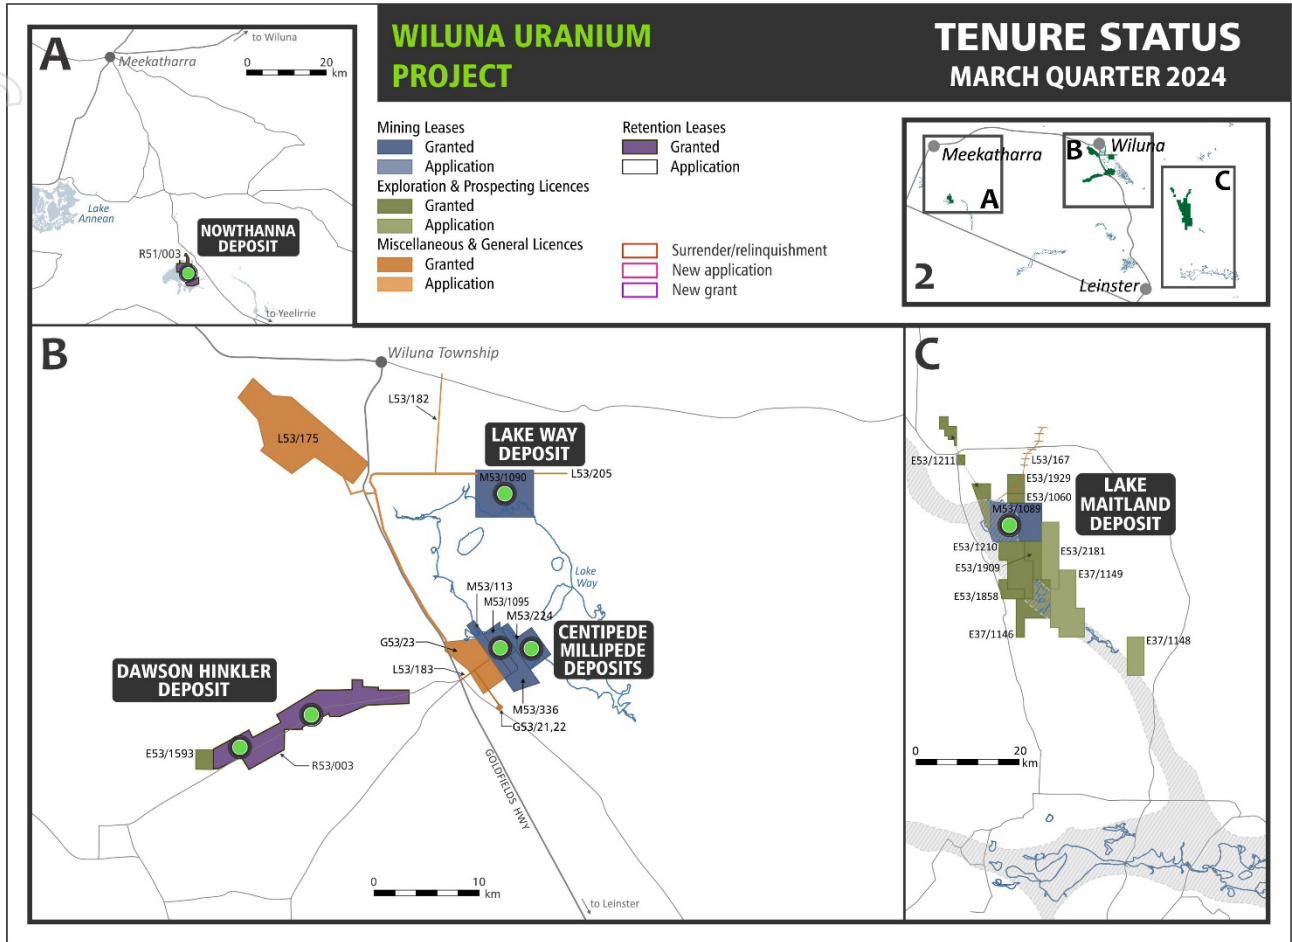 WILUNA URANIUM
PROJECT
TENURE STATUS
MARCH QUARTER 2024
A
to Wiluna
Meekatharra
0 20
km
Lake
Annean
NOWTHANNA
DEPOSIT
R51/003
to Yeelirrie
Mining Leases
Granted
Application
Exploration & Prospecting Licences
Granted
Application
Miscellaneous & General Licences
Granted
Application
Retention Leases
Granted
Application
Surrender/relinquishment
New application
New grant
Meekatharra
B
Wiluna
A
C
2
Leinster
B
Wiluna Township
L53/182
L53/175
LAKE WAY
DEPOSIT
M53/1090
L53/205
Lake
Way
M53/113
M53/1095
M53/224
G53/23
CENTIPEDE
MILLIPEDE
DEPOSITS
L53/183
DAWSON HINKLER
DEPOSIT
M53/336
G53/21,22
E53/1593
R53/003
GOLDFIELDS HWY
0 10
km
to Leinster
C
E53/1211
L53/167
E53/1929
E53/1060
LAKE
MAITLAND
DEPOSIT
M53/1089
E53/1210
E53/2181
E53/1909
E37/1149
E53/1858
E37/1146
E37/1148
0 20
km